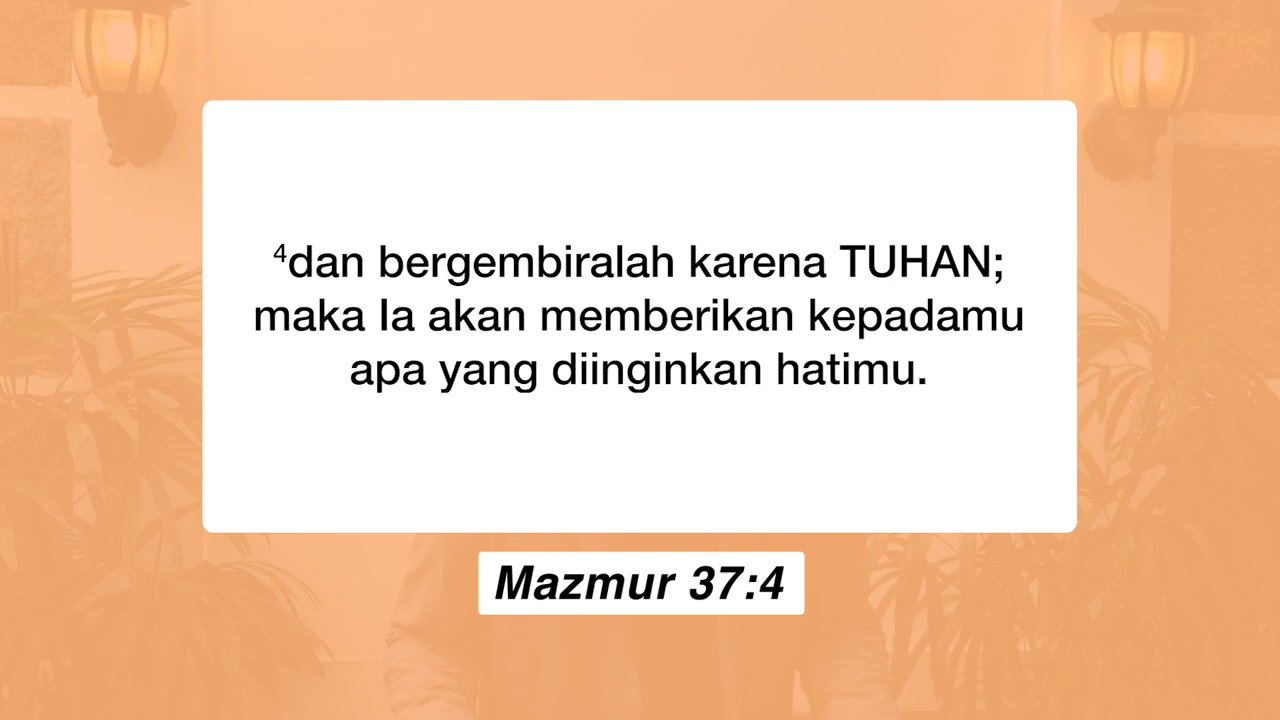 ⁴dan bergembiralah karena TUHAN;
maka Ia akan memberikan kepadamu
apa yang diinginkan hatimu.
Mazmur 37:4